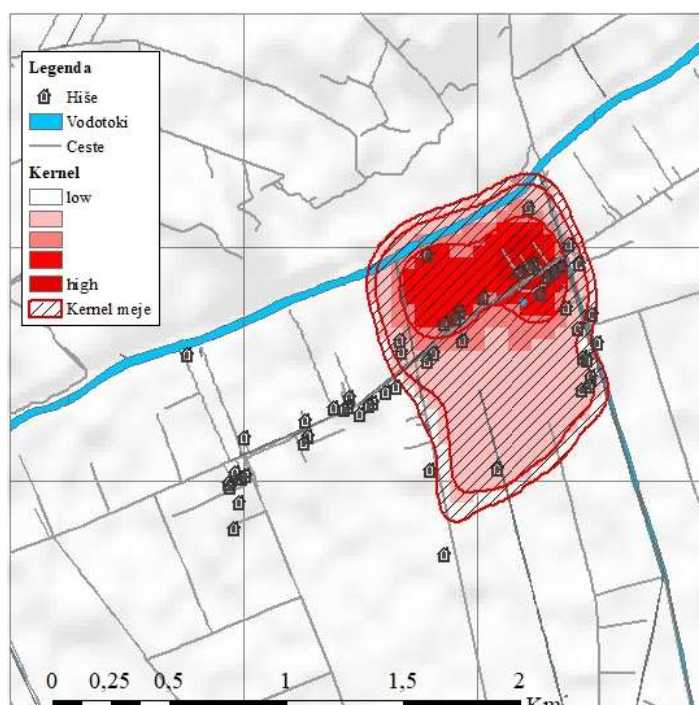 Legenda
Hiše
Vodotoki
Ceste
Kernel
low
high
Kernel meje
0 0,25 0,5 1 1,5 2
Km